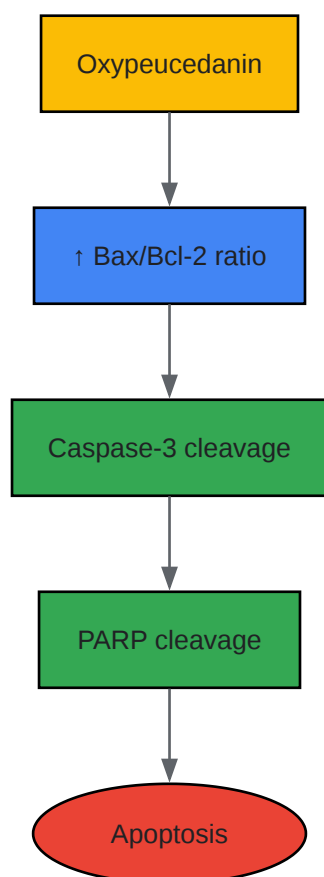 Oxypeucedanin
↑ Bax/Bcl-2 ratio
Caspase-3 cleavage
PARP cleavage
Apoptosis